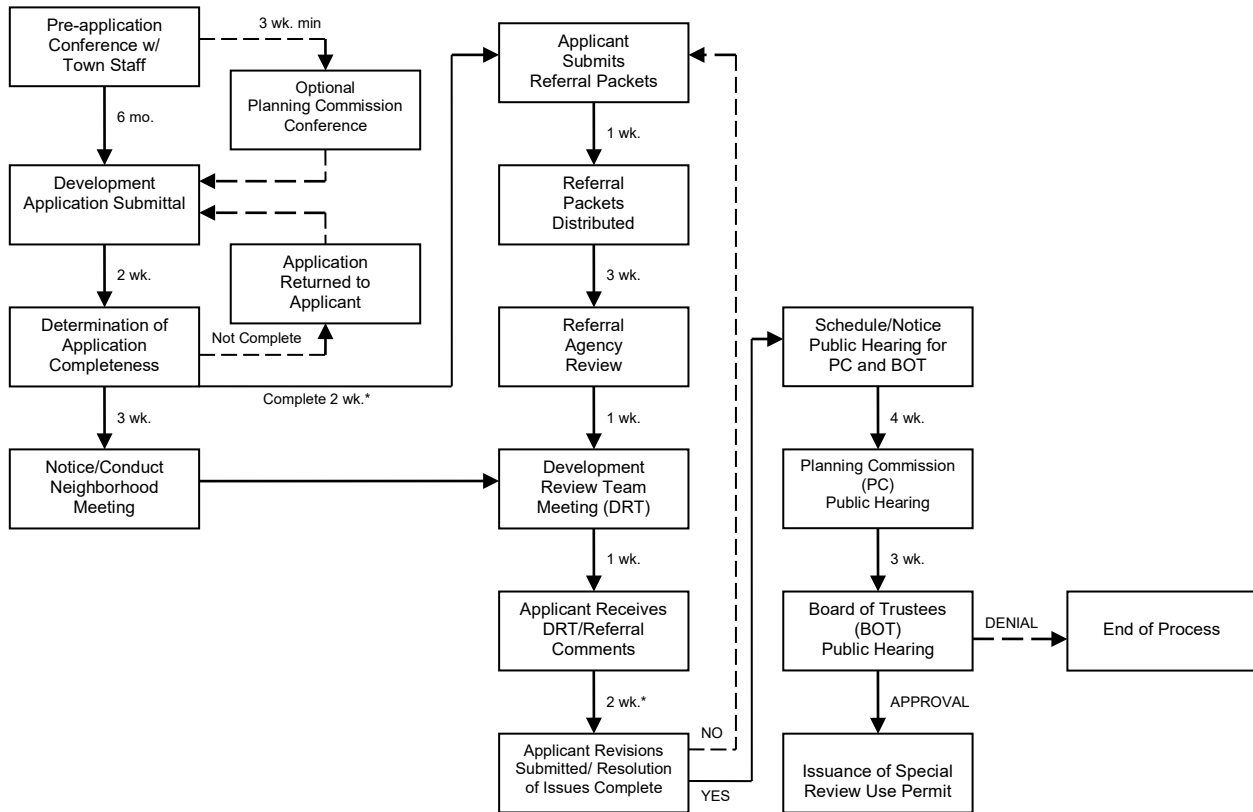 Pre-application
Conference w/
Town Staff
3 wk. min
Optional
Planning Commission
Conference
6 mo.
Development
Application Submittal
2 wk.
Application
Returned to
Applicant
Determination of
Application
Completeness
Not Complete
Complete 2 wk.*
3 wk.
Notice/Conduct
Neighborhood
Meeting
Applicant
Submits
Referral Packets
1 wk.
Referral
Packets
Distributed
3 wk.
Referral
Agency
Review
1 wk.
Development
Review Team
Meeting (DRT)
1 wk.
Applicant Receives
DRT/Referral
Comments
2 wk.*
Applicant Revisions
Submitted/ Resolution
of Issues Complete
NO
YES
Schedule/Notice
Public Hearing for
PC and BOT
4 wk.
Planning Commission
(PC)
Public Hearing
3 wk.
Board of Trustees
(BOT)
Public Hearing
DENIAL
End of Process
APPROVAL
Issuance of Special
Review Use Permit